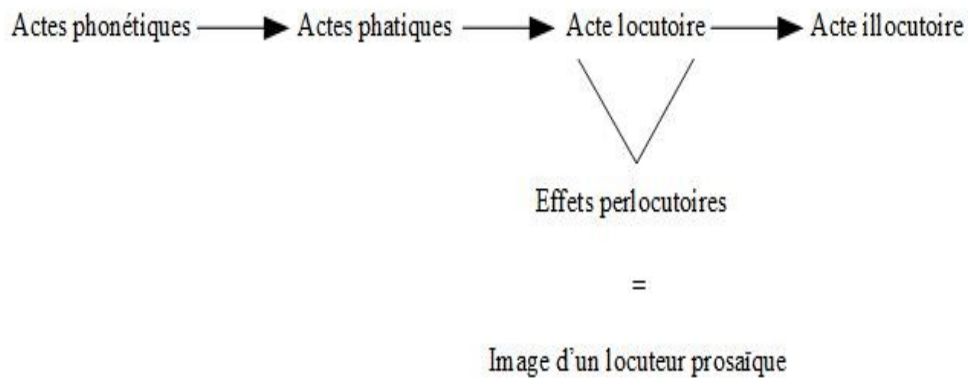 Actes phonétiques Actes phatiques Acte locutoire Acte illocutoire
Effets perlocutoires
=
Image d'un locuteur prosaïque